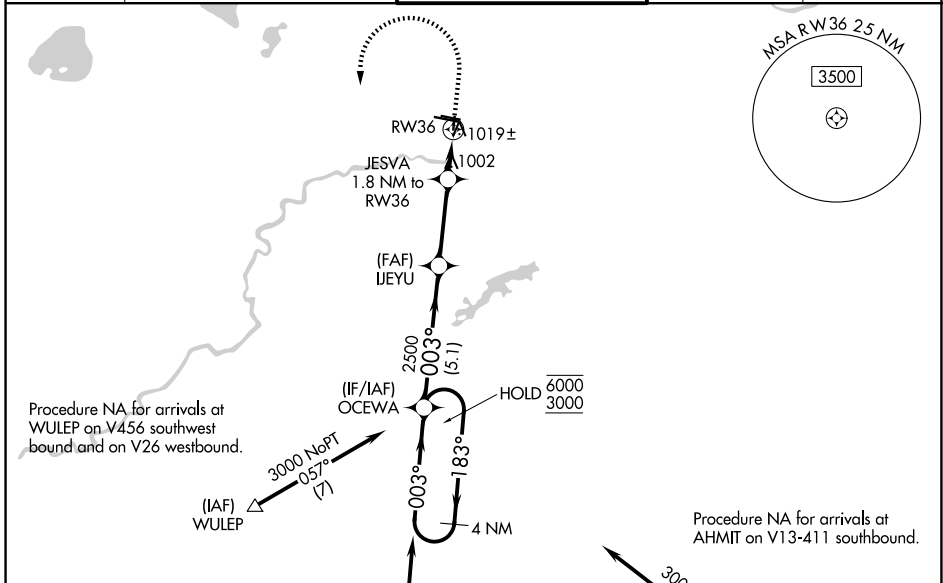 MSA RW36 25 NM
3500
RW36
1019±
1002
JESVA
1.8 NM to
RW36
(FAF)
IJEYU
2500
003°
(5.1)
(IF/IAF)
OCEWA
HOLD 6000
3000
Procedure NA for arrivals at
WULEP on V456 southwest
bound and on V26 westbound.
3000 NoPT
057°
(7)
003°
183°
(IAF)
WULEP
4 NM
Procedure NA for arrivals at
AHMIT on V13-411 southbound.